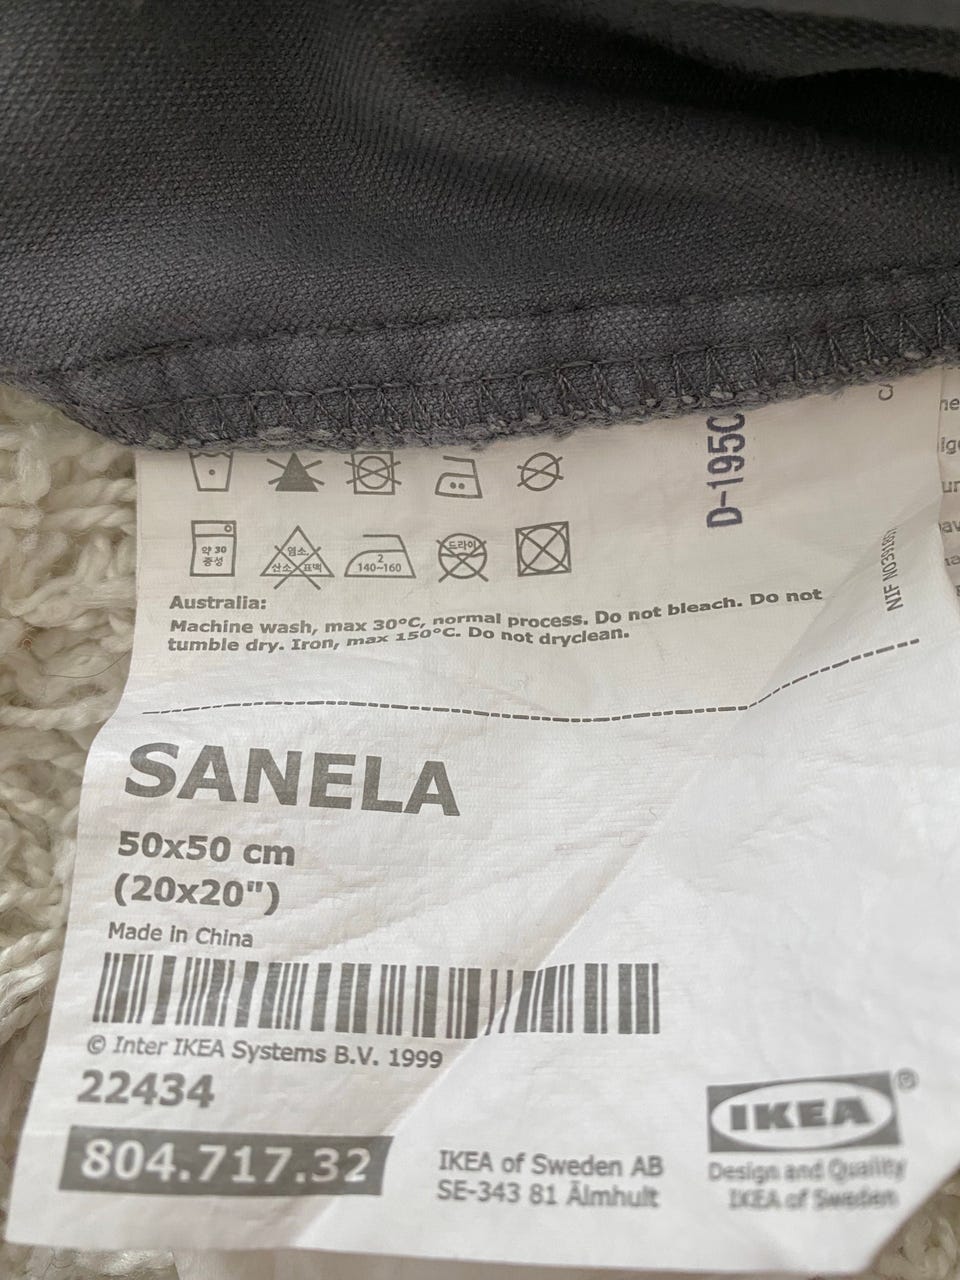 D-195C
약 30
중성
염소,
산소 표백
2
140~160
드라이
NIF NO391807
Australia:
Machine wash, max 30°C, normal process. Do not bleach. Do not
tumble dry. Iron, max 150°C. Do not dryclean.
SANELA
50x50 cm
(20x20")
Made in China
© Inter IKEA Systems B.V. 1999
22434
804.717.32
IKEA of Sweden AB
SE-343 81 Älmhult
IKEA®
Design and Quality
IKEA of Sweden